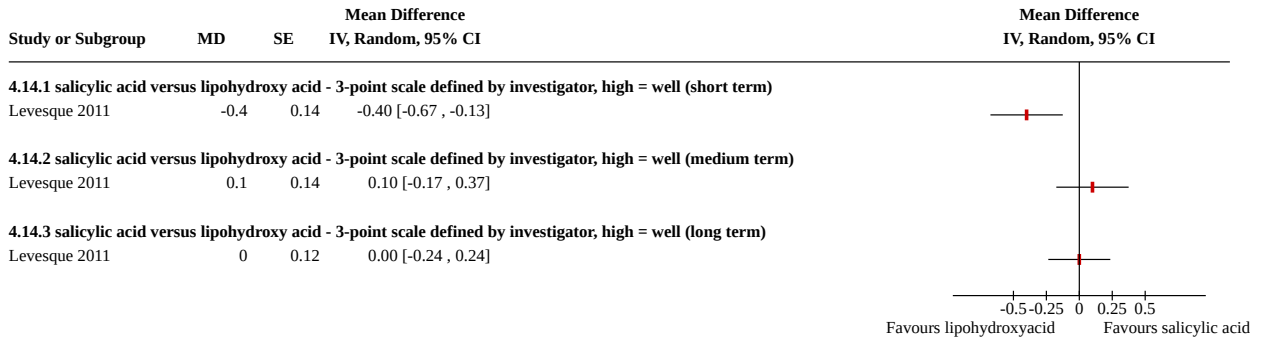 Mean Difference Mean Difference
Study or Subgroup MD SE IV, Random, 95% CI IV, Random, 95% CI
4.14.1 salicylic acid versus lipohydroxy acid - 3-point scale defined by investigator, high = well (short term)
Levesque 2011 -0.4 0.14 -0.40 [-0.67 , -0.13]
4.14.2 salicylic acid versus lipohydroxy acid - 3-point scale defined by investigator, high = well (medium term)
Levesque 2011 0.1 0.14 0.10 [-0.17 , 0.37]
4.14.3 salicylic acid versus lipohydroxy acid - 3-point scale defined by investigator, high = well (long term)
Levesque 2011 0 0.12 0.00 [-0.24 , 0.24]
-0.5 -0.25 0 0.25 0.5
Favours lipohydroxyacid Favours salicylic acid